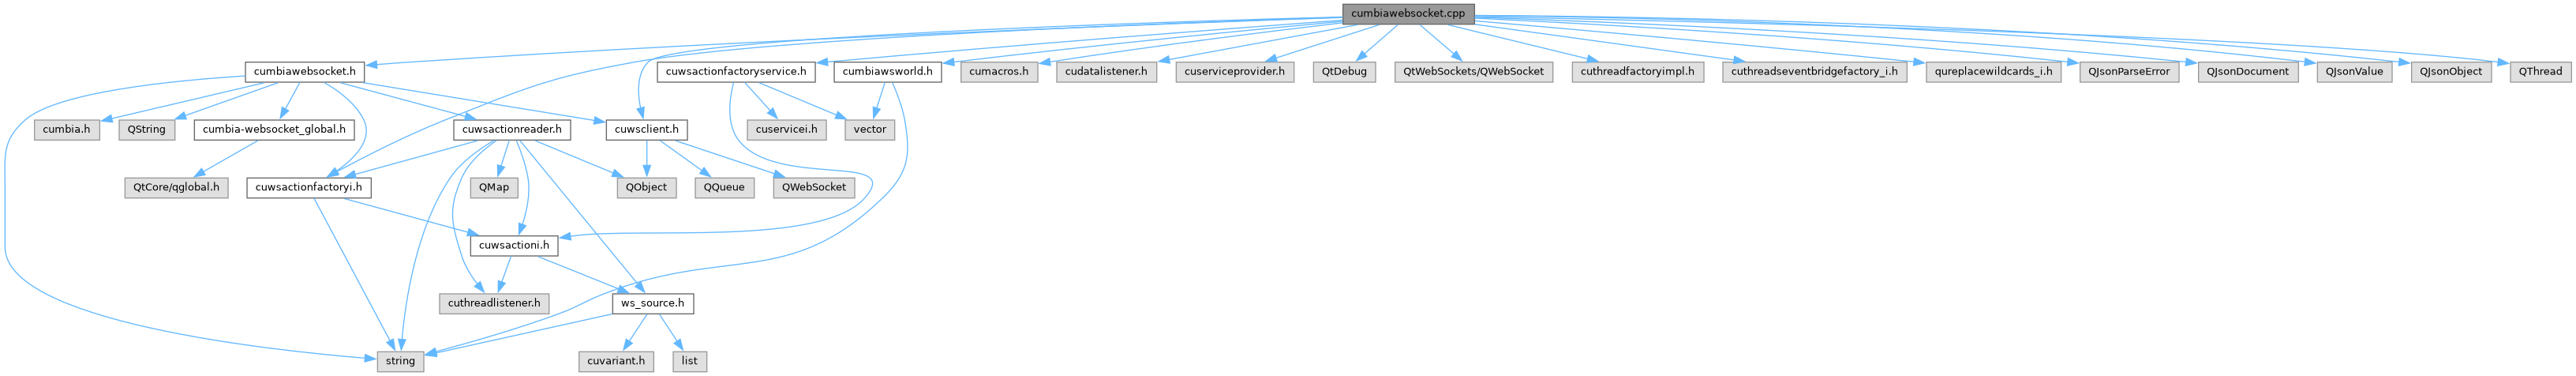 cumbiawebsocket.cpp
cumbiawebsocket.h
cuwsactionfactoryservice.h
cumbiawsworld.h
cumacros.h
cudatalistener.h
cuserviceprovider.h
QtDebug
QtWebSockets/QWebSocket
cuthreadfactoryimpl.h
cuthreadseventbridgefactory_i.h
qureplacewildcards_i.h
QJsonParseError
QJsonDocument
QJsonValue
QJsonObject
QThread
cumbia.h
QString
cumbia-websocket_global.h
cuwsactionreader.h
cuwsclient.h
cuservicei.h
vector
QtCore/qglobal.h
cuwsactionfactoryi.h
QMap
QObject
QQueue
QWebSocket
cuwsactioni.h
cuthreadlistener.h
ws_source.h
string
cuvariant.h
list